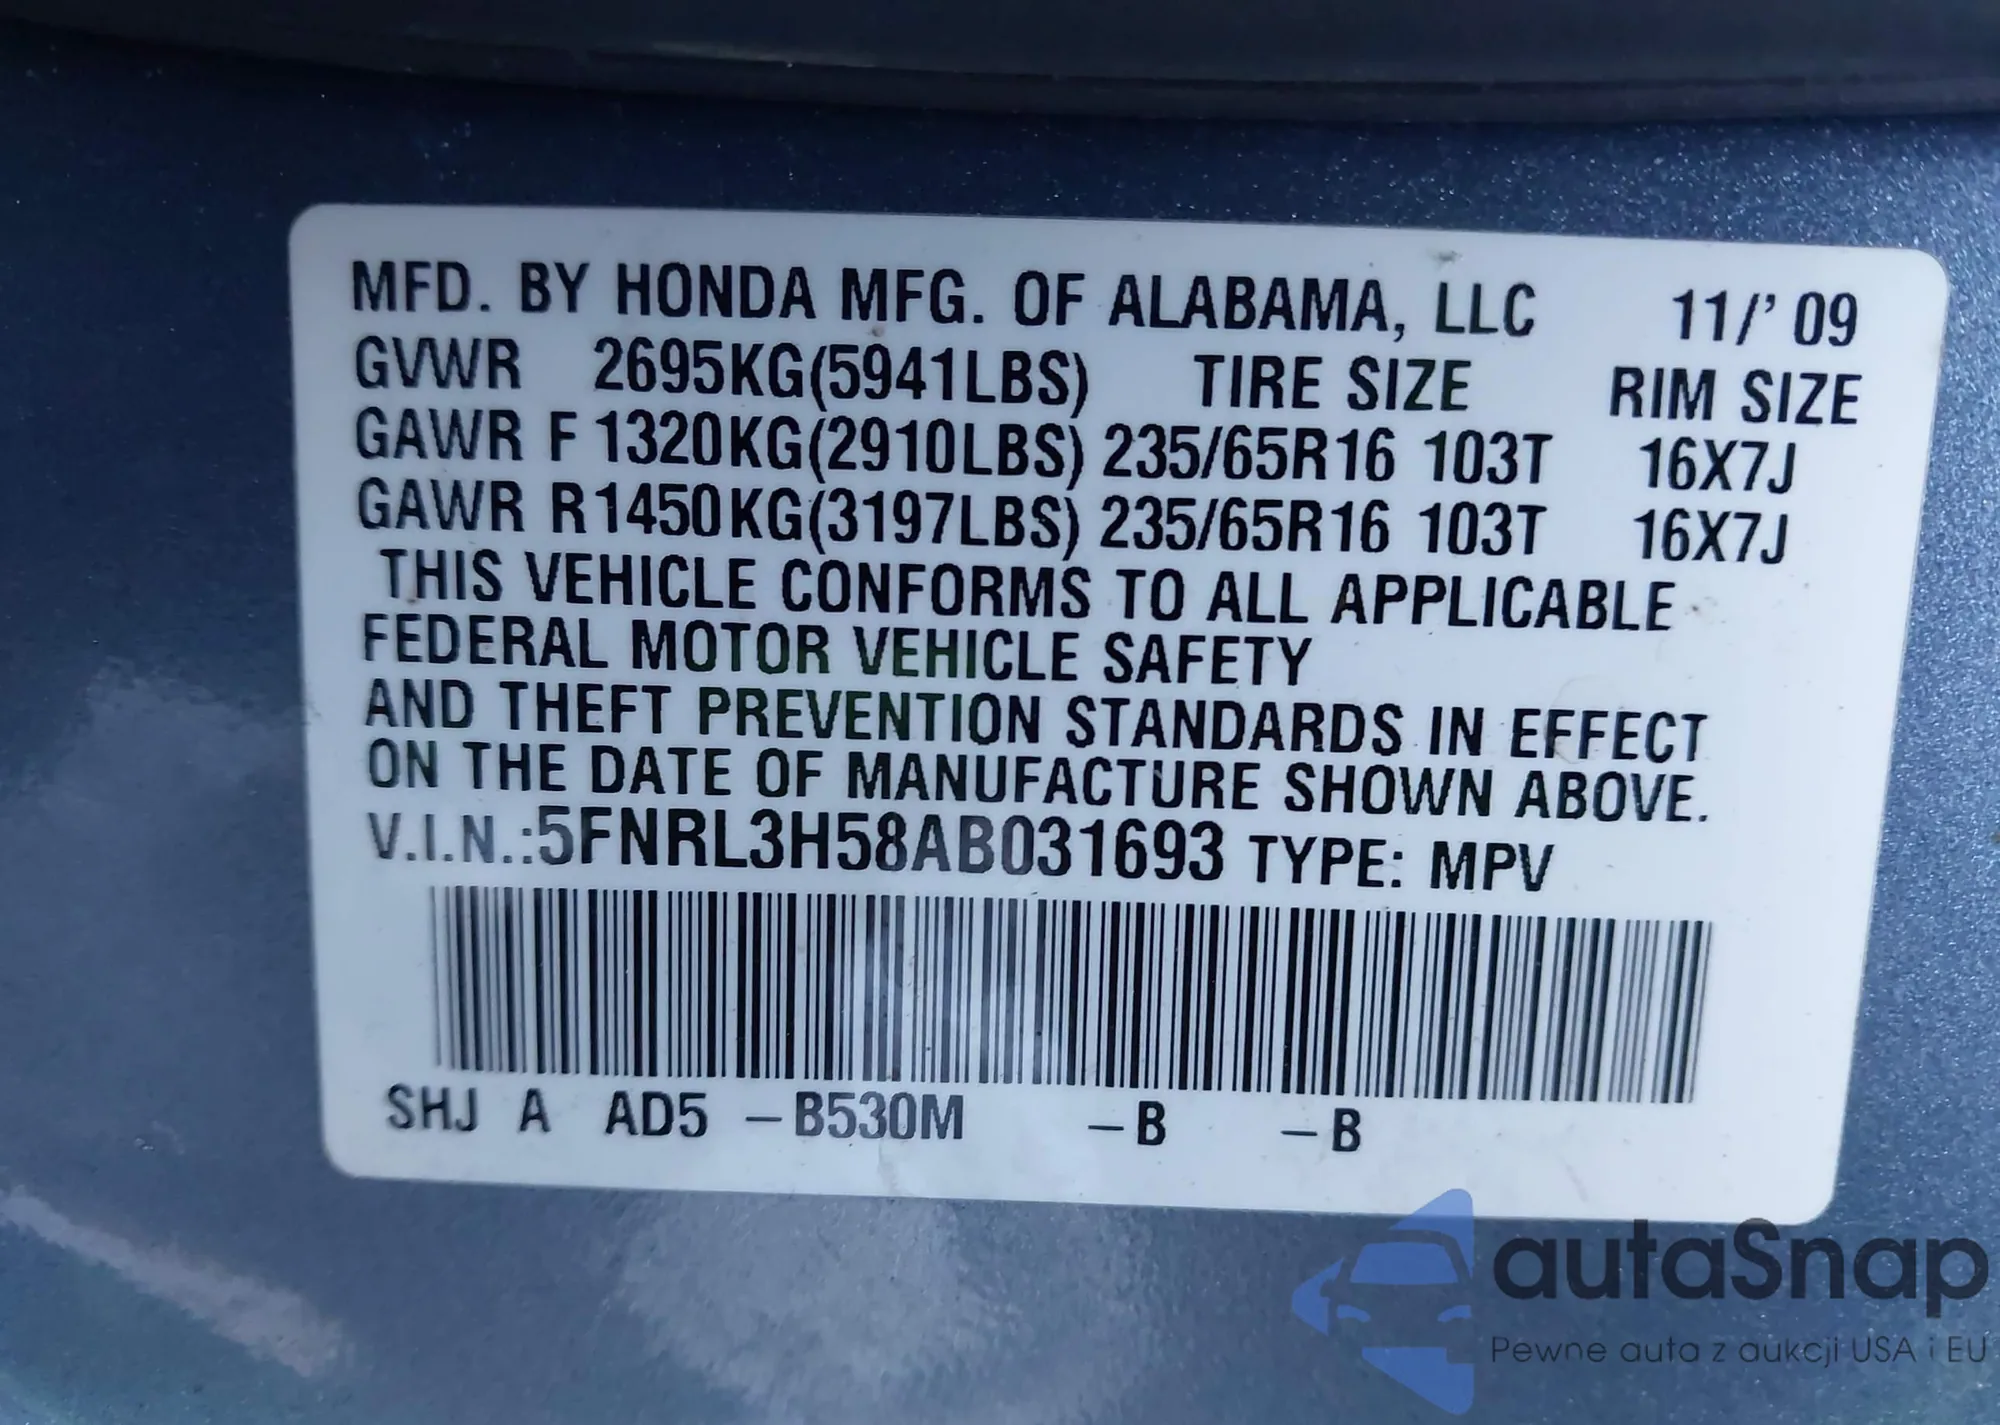 MFD. BY HONDA MFG. OF ALABAMA, LLC 11/' 09
GVWR 2695KG(5941LBS) TIRE SIZE RIM SIZE
GAWR F 1320KG(2910LBS) 235/65R16 103T 16X7J
GAWR R1450KG(3197LBS) 235/65R16 103T 16X7J
THIS VEHICLE CONFORMS TO ALL APPLICABLE
FEDERAL MOTOR VEHICLE SAFETY
AND THEFT PREVENTION STANDARDS IN EFFECT
ON THE DATE OF MANUFACTURE SHOWN ABOVE.
V.I.N.:5FNRL3H58AB031693 TYPE: MPV
SHJ A AD5 –B530M –B –B
autaSnap
Pewne auta z aukcji USA i EU